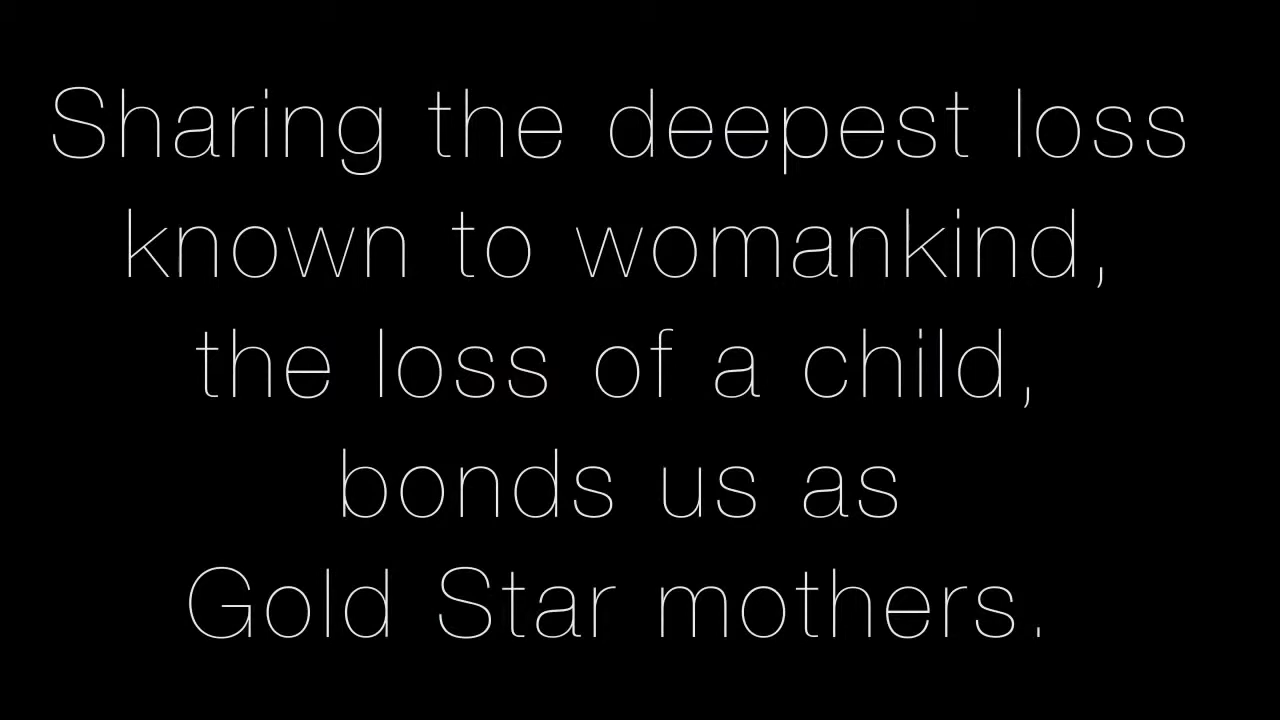 Sharing the deepest loss
known to womankind,
the loss of a child,
bonds us as
Gold Star mothers.